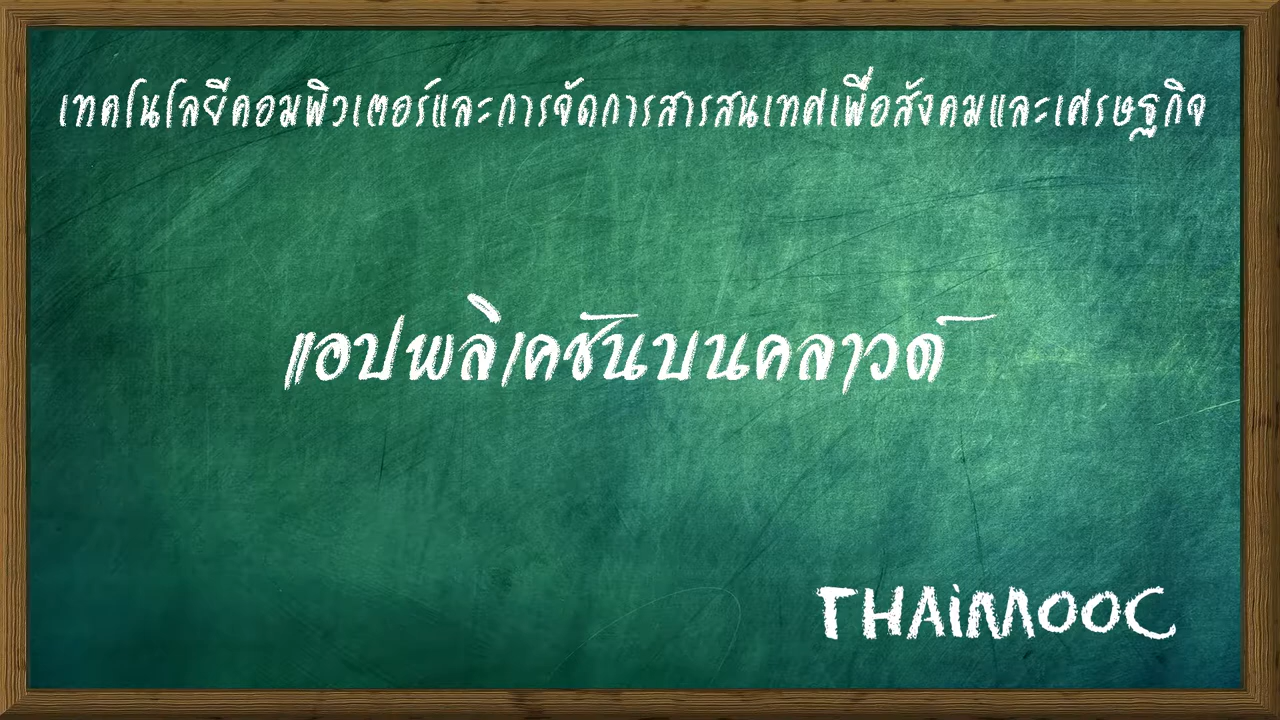 เทคโนโลยีคอมพิวเตอร์และการจัดการสารสนเทศเพื่อสังคมและเศรษฐกิจ
แอปพลิเคชันบนคลาวด์
THAiMOOC